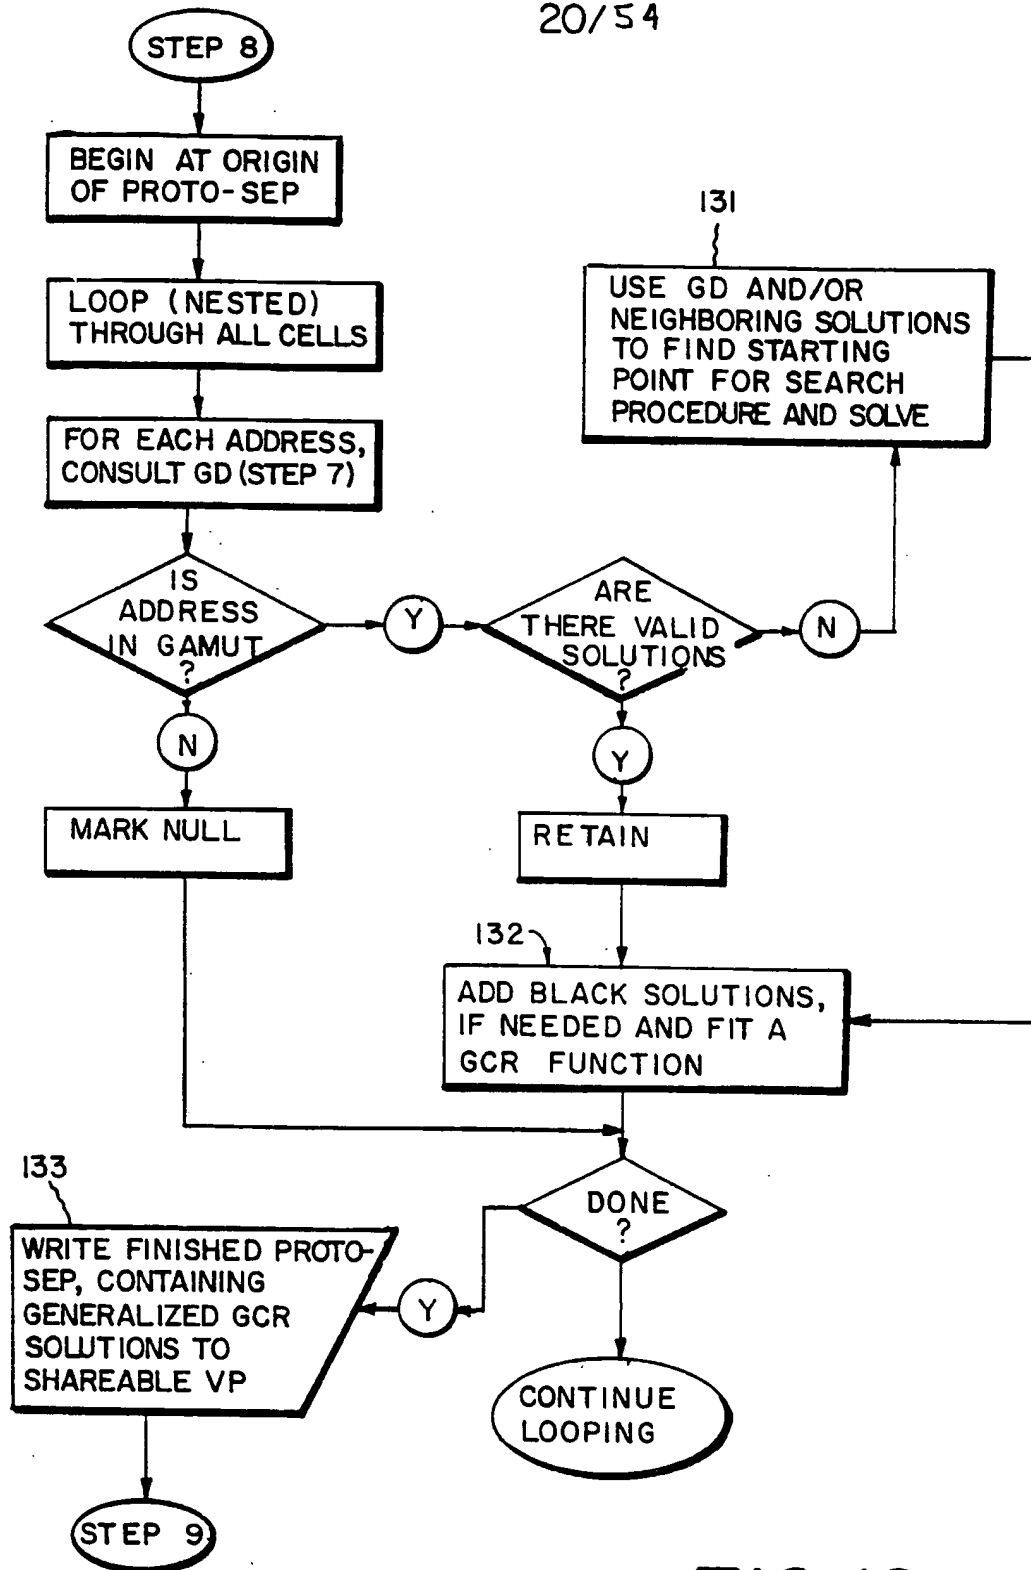 20/54
STEP 8
BEGIN AT ORIGIN
OF PROTO-SEP
LOOP (NESTED)
THROUGH ALL CELLS
FOR EACH ADDRESS,
CONSULT GD (STEP 7)
131
USE GD AND/OR
NEIGHBORING SOLUTIONS
TO FIND STARTING
POINT FOR SEARCH
PROCEDURE AND SOLVE
IS
ADDRESS
IN GAMUT
?
Y
ARE
THERE VALID
SOLUTIONS
?
N
N
Y
MARK NULL
RETAIN
132
ADD BLACK SOLUTIONS,
IF NEEDED AND FIT A
GCR FUNCTION
133
DONE
?
WRITE FINISHED PROTO-
SEP, CONTAINING
GENERALIZED GCR
SOLUTIONS TO
SHAREABLE VP
Y
CONTINUE
LOOPING
STEP 9